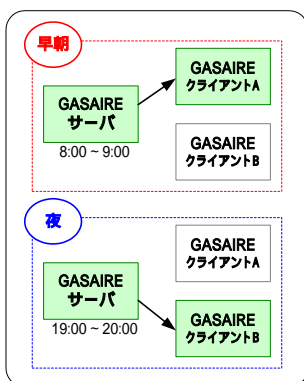 早朝
GASAIRE
クライアントA
GASAIRE
サーバ
8:00 ~ 9:00
GASAIRE
クライアントB
夜
GASAIRE
クライアントA
GASAIRE
サーバ
19:00 ~ 20:00
GASAIRE
クライアントB